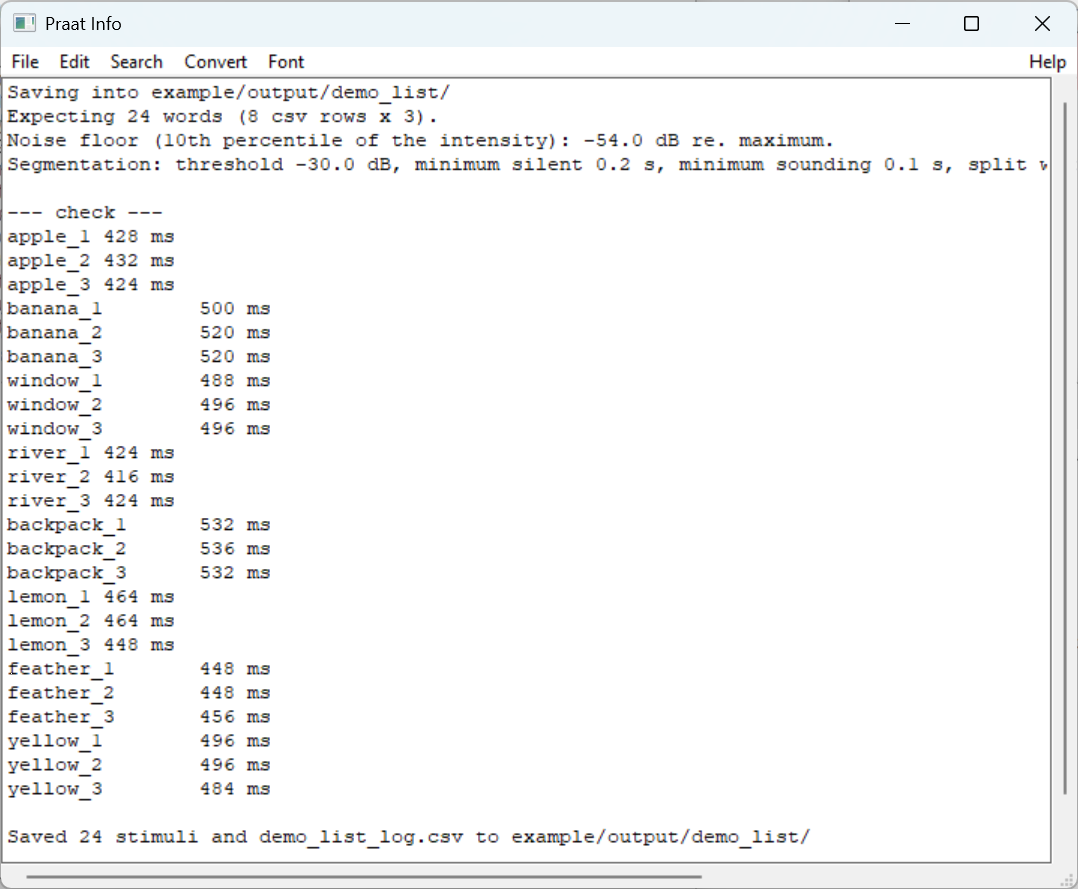 Praat Info
File Edit Search Convert Font Help
Saving into example/output/demo_list/
Expecting 24 words (8 csv rows x 3).
Noise floor (10th percentile of the intensity): -54.0 dB re. maximum.
Segmentation: threshold -30.0 dB, minimum silent 0.2 s, minimum sounding 0.1 s, split
--- check ---
apple_1 428 ms
apple_2 432 ms
apple_3 424 ms
banana_1 500 ms
banana_2 520 ms
banana_3 520 ms
window_1 488 ms
window_2 496 ms
window_3 496 ms
river_1 424 ms
river_2 416 ms
river_3 424 ms
backpack_1 532 ms
backpack_2 536 ms
backpack_3 532 ms
lemon_1 464 ms
lemon_2 464 ms
lemon_3 448 ms
feather_1 448 ms
feather_2 448 ms
feather_3 456 ms
yellow_1 496 ms
yellow_2 496 ms
yellow_3 484 ms
Saved 24 stimuli and demo_list_log.csv to example/output/demo_list/